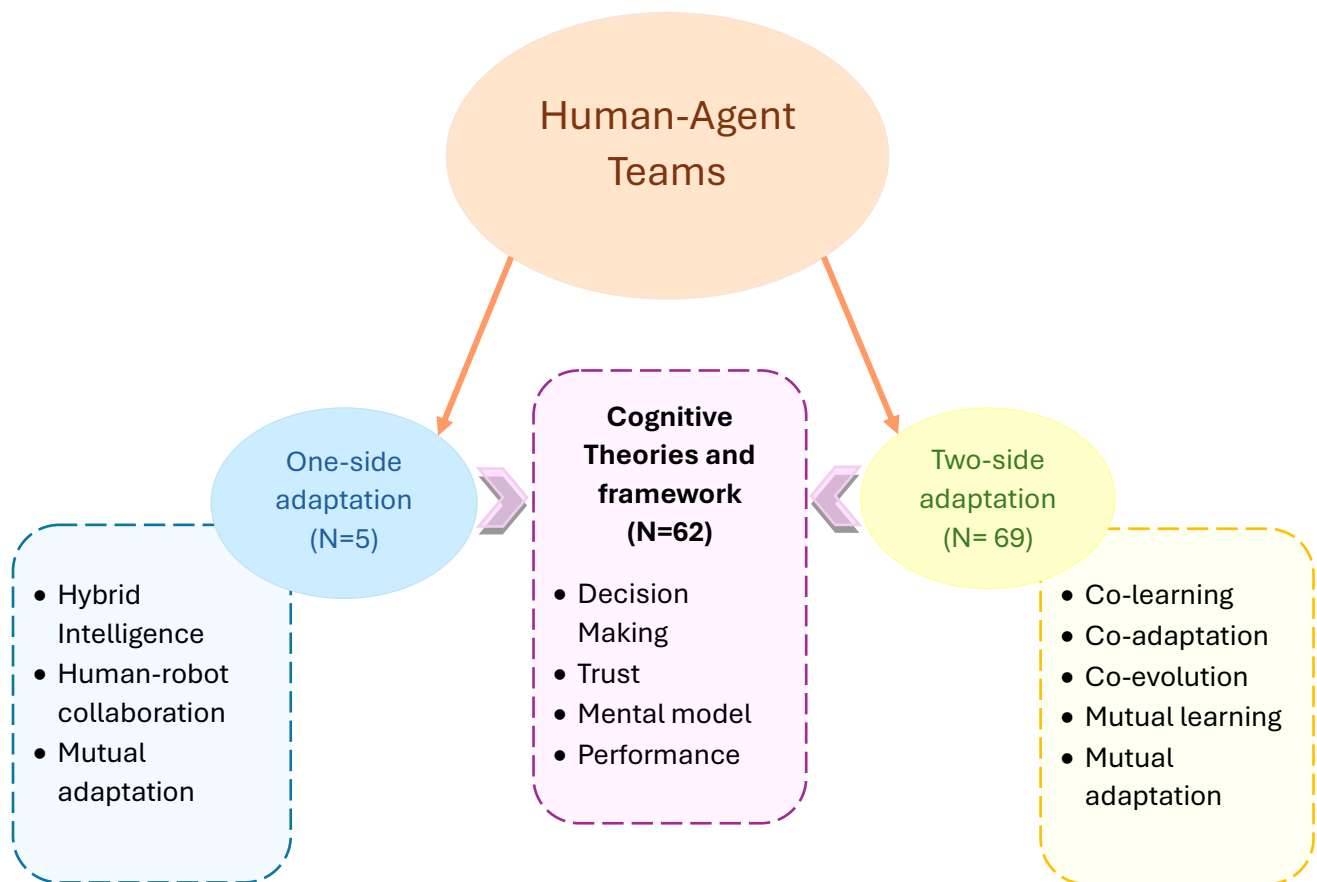 Human-Agent
Teams
One-side
adaptation
(N=5)
Hybrid
Intelligence
Human-robot
collaboration
Mutual
adaptation
Cognitive
Theories and
framework
(N=62)
Decision
Making
Trust
Mental model
Performance
Two-side
adaptation
(N= 69)
Co-learning
Co-adaptation
Co-evolution
Mutual learning
Mutual
adaptation